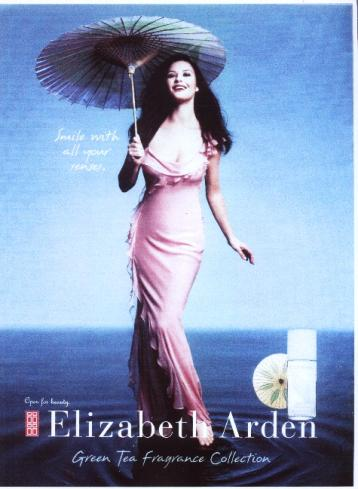 Smile with
all your
senses.
Open for beauty.
Elizabeth Arden
Green Tea Fragrance Collection